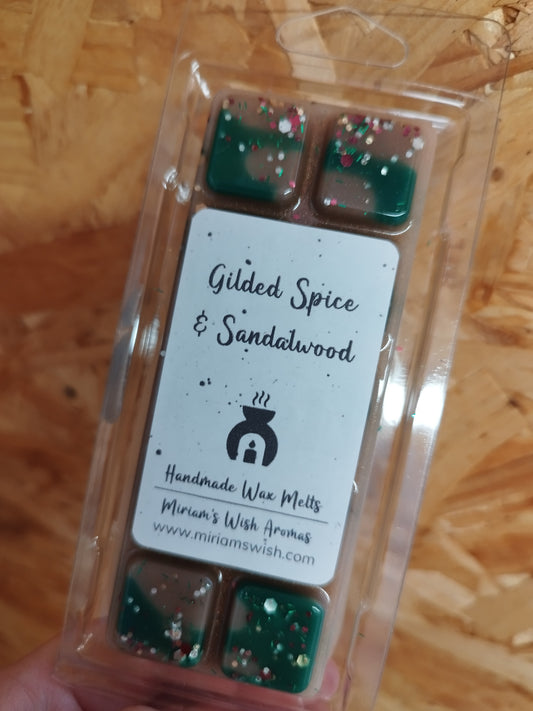 Gilded Spice
& Sandalwood
Handmade Wax Melts
Miriam's Wish Aromas
www.miriamswish.com